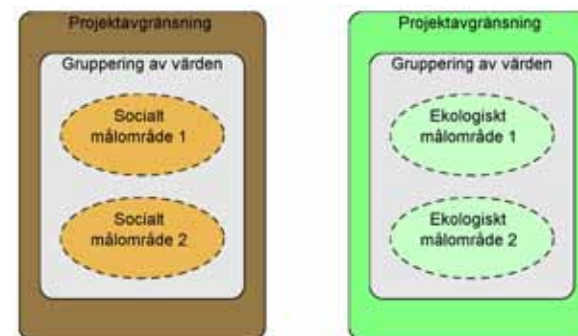 Projektavgränsning
Gruppering av värden
Socialt
målområde 1
Socialt
målområde 2
Projektavgränsning
Gruppering av värden
Ekologiskt
målområde 1
Ekologiskt
målområde 2